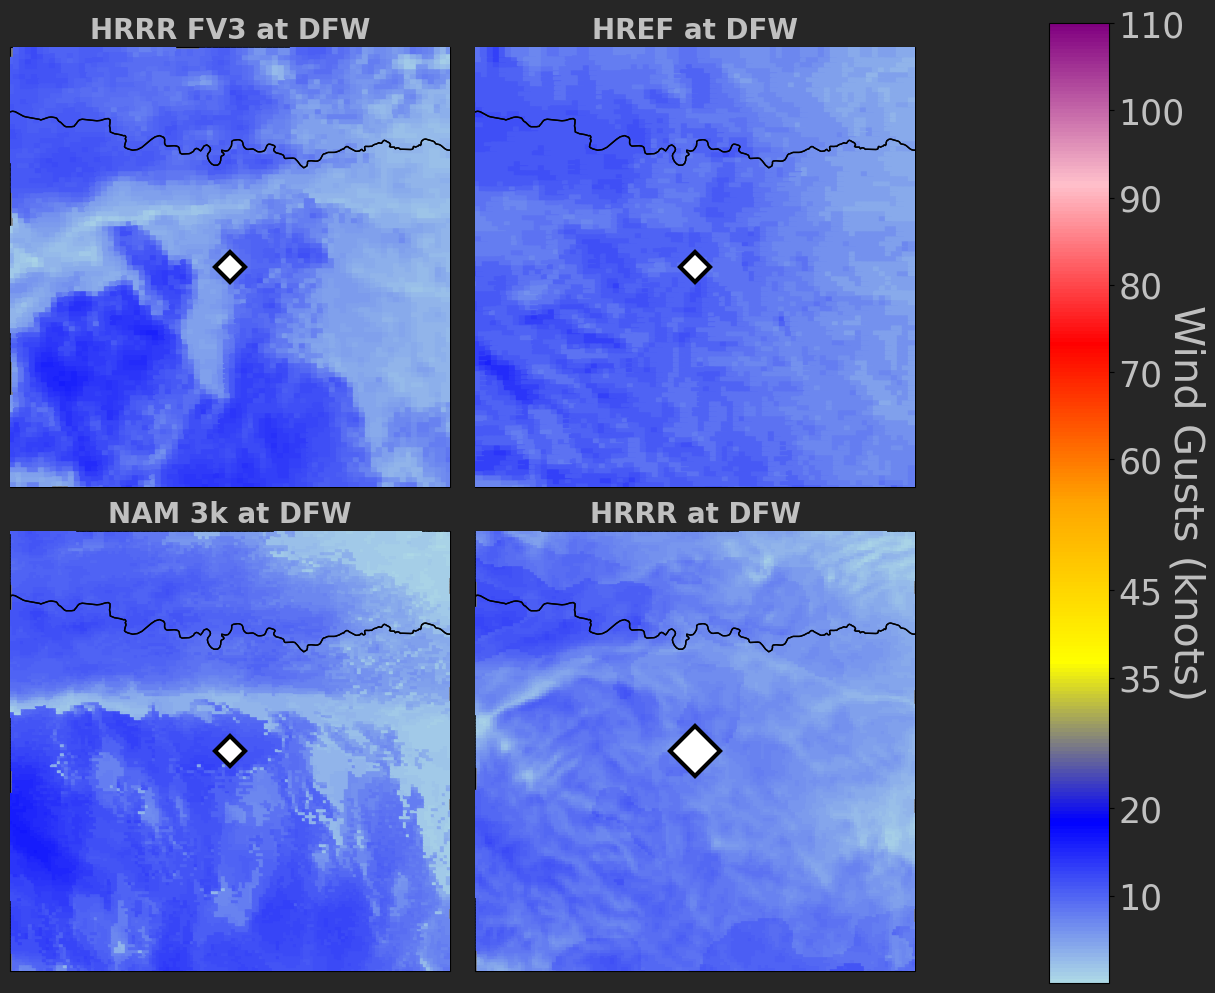 HRRR FV3 at DFW
HREF at DFW
NAM 3k at DFW
HRRR at DFW
110
100
90
80
70
60
45
35
20
10
Wind Gusts (knots)